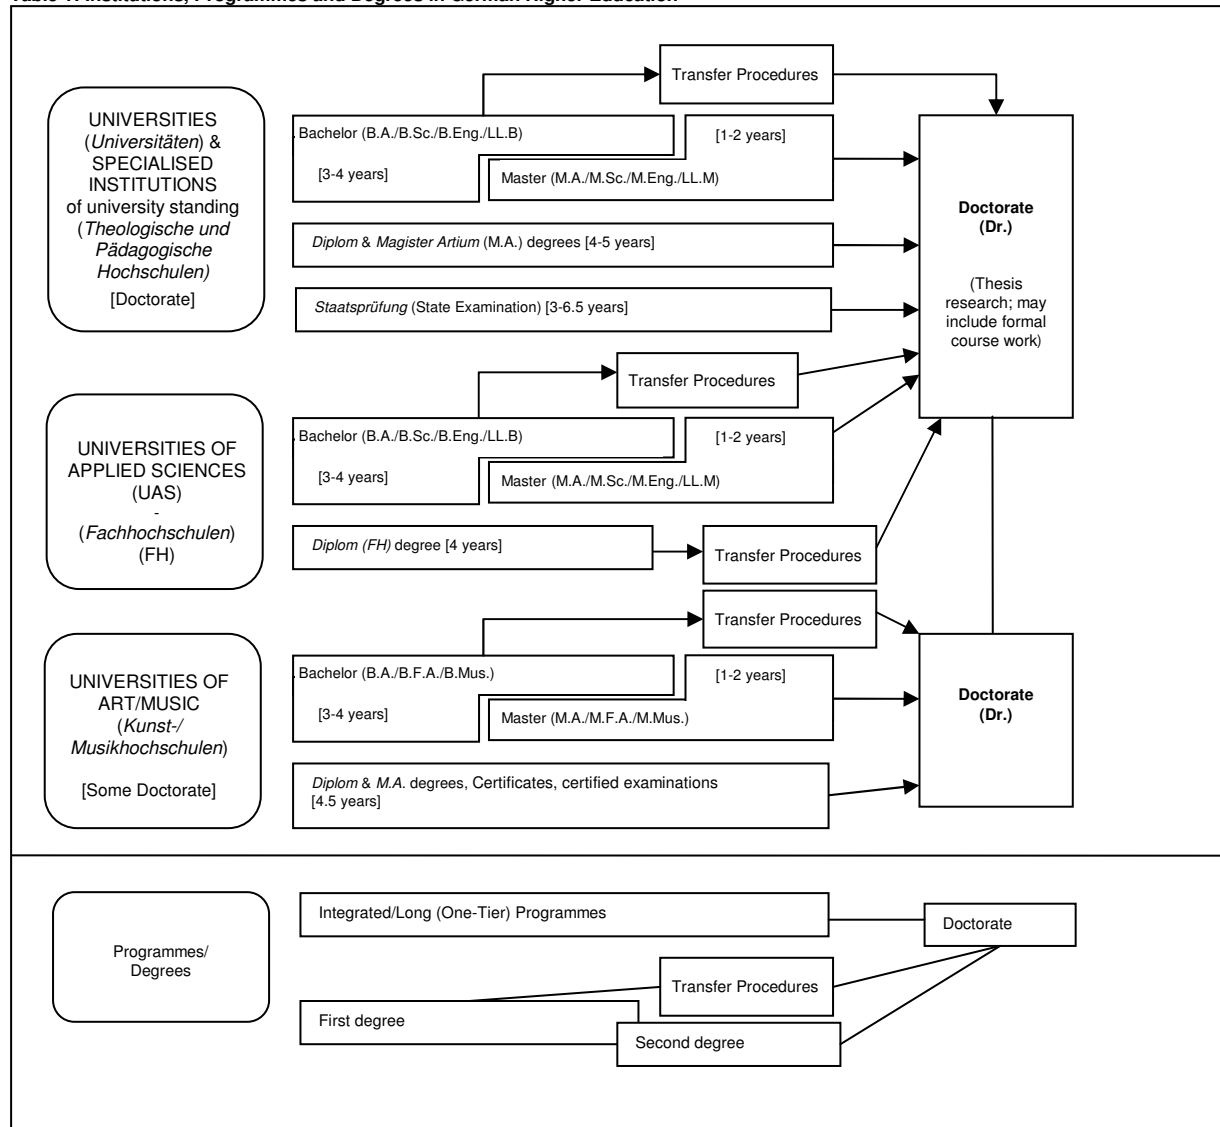 Table 1: Institutions, Programmes and Degrees in German Higher Education
Transfer Procedures
UNIVERSITIES
(Universitäten) &
SPECIALISED
INSTITUTIONS
of university standing
(Theologische und
Pädagogische
Hochschulen)
[Doctorate]
. Bachelor (B.A./B.Sc./B.Eng./LL.B)
[3-4 years]
[1-2 years]
Master (M.A./M.Sc./M.Eng./LL.M)
Diplom & Magister Artium (M.A.) degrees [4-5 years]
Staatsprüfung (State Examination) [3-6.5 years]
Doctorate
(Dr.)
(Thesis
research; may
include formal
course work)
Transfer Procedures
UNIVERSITIES OF
APPLIED SCIENCES
(UAS)
-
(Fachhochschulen)
(FH)
. Bachelor (B.A./B.Sc./B.Eng./LL.B)
[3-4 years]
[1-2 years]
Master (M.A./M.Sc./M.Eng./LL.M)
Diplom (FH) degree [4 years]
Transfer Procedures
Transfer Procedures
UNIVERSITIES OF
ART/MUSIC
(Kunst-/
Musikhochschulen)
[Some Doctorate]
. Bachelor (B.A./B.F.A./B.Mus.)
[3-4 years]
[1-2 years]
Master (M.A./M.F.A./M.Mus.)
Diplom & M.A. degrees, Certificates, certified examinations
[4.5 years]
Doctorate
(Dr.)
Programmes/
Degrees
Integrated/Long (One-Tier) Programmes
Doctorate
Transfer Procedures
First degree
Second degree